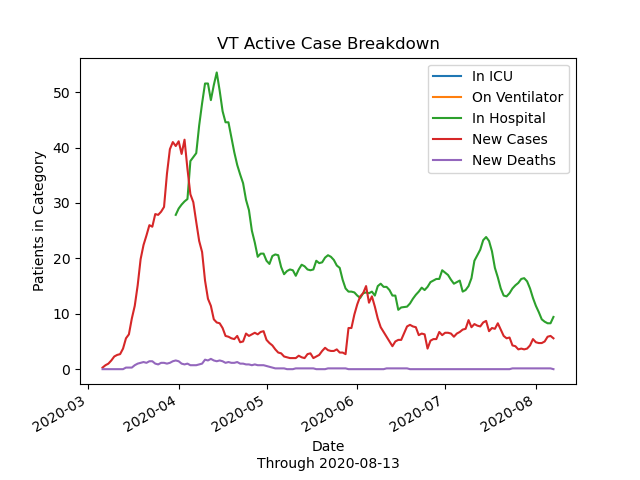 VT Active Case Breakdown
In ICU
On Ventilator
In Hospital
New Cases
New Deaths
Patients in Category
50
40
30
20
10
0
2020-03
2020-04
2020-05
2020-06
2020-07
2020-08
Date
Through 2020-08-13